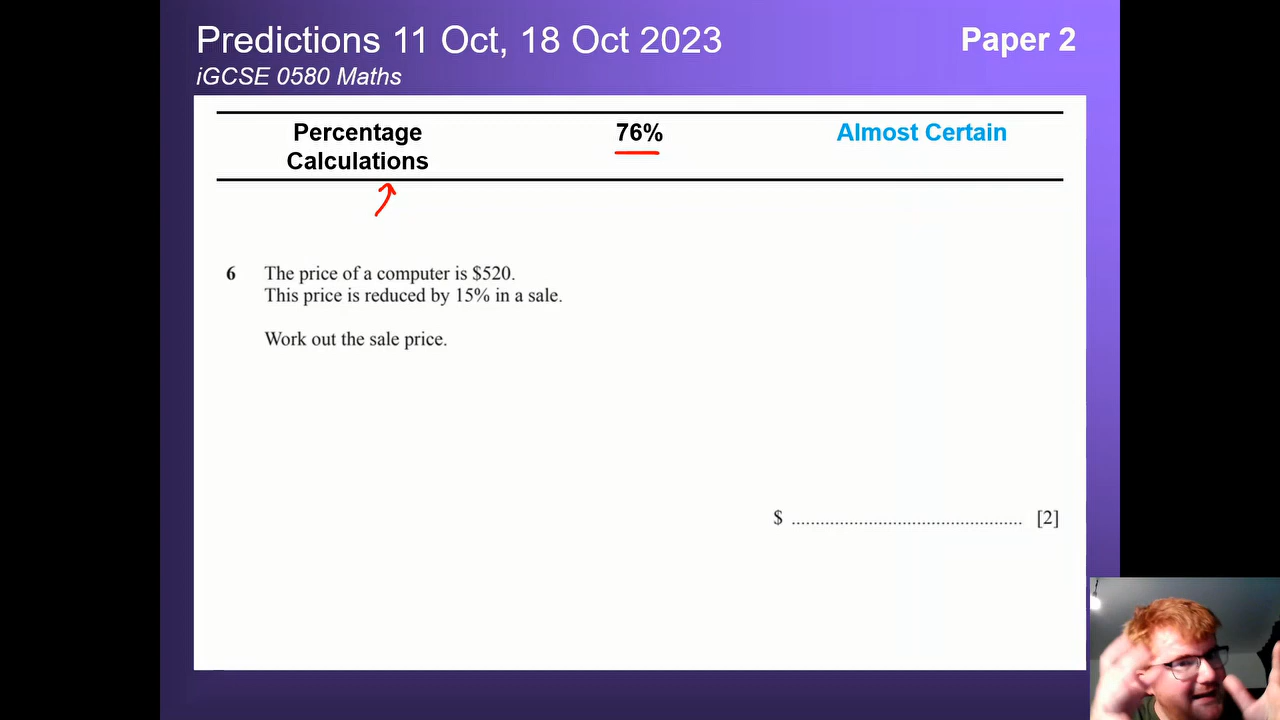 Predictions 11 Oct, 18 Oct 2023
Paper 2
iGCSE 0580 Maths
Percentage
Calculations
76%
Almost Certain
6 The price of a computer is $520.
This price is reduced by 15% in a sale.
Work out the sale price.
$ ................................................ [2]